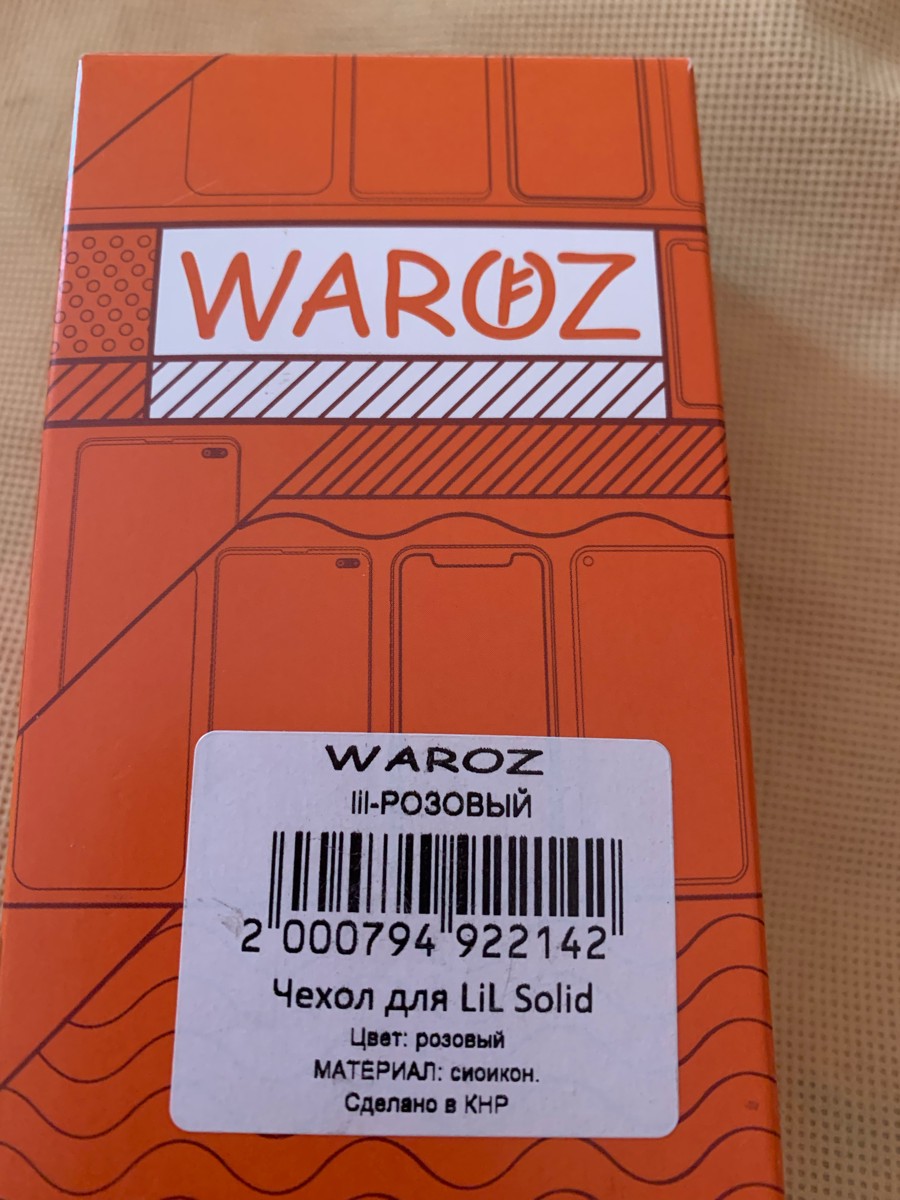 WAROZ
WAROZ
lil-РОЗОВЫЙ
2 000794 922142
Чехол для LiL Solid
Цвет: розовый
МАТЕРИАЛ: сиоикон.
Сделано в КНР